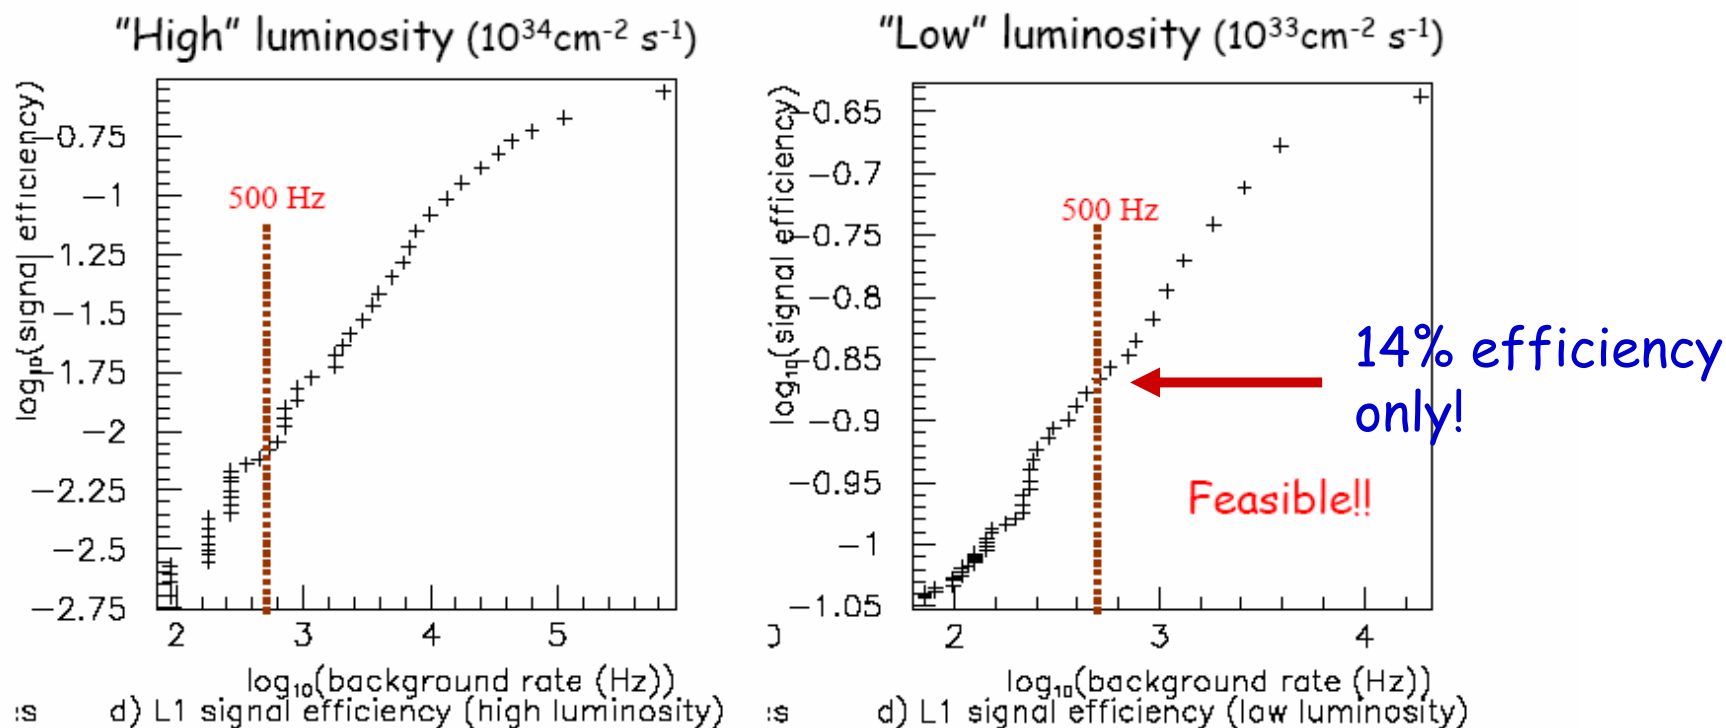 "High" luminosity (10³⁴cm⁻² s⁻¹)
log₁₀(signal efficiency)
−0.75
−1
−1.25
−1.5
−1.75
−2
−2.25
−2.5
−2.75
500 Hz
2 3 4 5
log₁₀(background rate (Hz))
d) L1 signal efficiency (high luminosity)
"Low" luminosity (10³³cm⁻² s⁻¹)
log₁₀(signal efficiency)
−0.65
−0.7
−0.75
−0.8
−0.85
−0.9
−0.95
−1
−1.05
500 Hz
14% efficiency
only!
Feasible!!
2 3 4
log₁₀(background rate (Hz))
d) L1 signal efficiency (low luminosity)